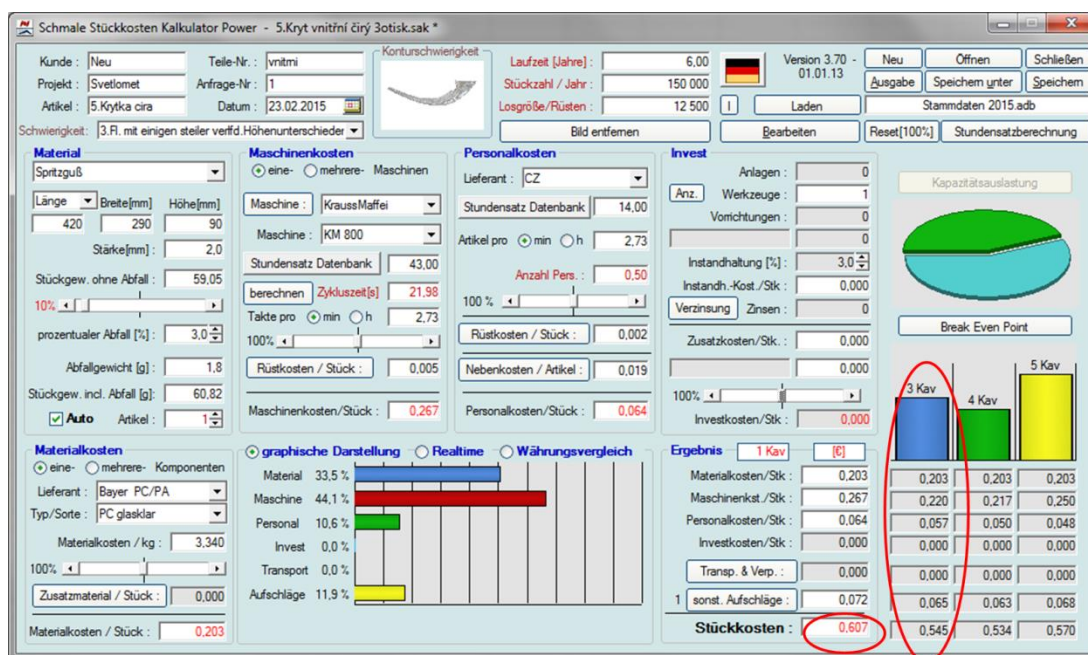 Schmale Stückkosten Kalkulator Power - 5.Kryt vnitřní čirý 3otisk.sak *
Kunde : Neu Teile-Nr. : vnitrni
Projekt : Svetlomet Anfrage-Nr : 1
Artikel : 5.Krytka cira Datum : 23.02.2015
Schwierigkeit: 3.Fl. mit einigen steiler verffd.Höhenunterschieder
Konturschwierigkeit
Laufzeit [Jahre] : 6,00
Stückzahl / Jahr : 150 000
Losgröße/Rüsten : 12 500
Bild entfernen
Version 3.70 - 01.01.13
I Laden
Bearbeiten
Neu Öffnen Schließen
Ausgabe Speichern unter Speichern
Stammdaten 2015.adb
Reset[100%] Stundensatzberechnung
Material
Spritzguß
Länge Breite[mm] Höhe[mm]
420 290 90
Stärke[mm] : 2,0
Stückgew. ohne Abfall : 59,05
10%
prozentualer Abfall [%] : 3,0
Abfallgewicht [g] : 1,8
Stückgew. incl. Abfall [g]: 60,82
Auto Artikel : 1
Maschinenkosten
eine- mehrere- Maschinen
Maschine : KraussMaffei
Maschine : KM 800
Stundensatz Datenbank 43,00
berechnen Zykluszeit[s] 21,98
Takte pro min h 2,73
100%
Rüstkosten / Stück : 0,005
Maschinenkosten/Stück : 0,267
Personalkosten
Lieferant : CZ
Stundensatz Datenbank 14,00
Artikel pro min h 2,73
Anzahl Pers. : 0,50
100 %
Rüstkosten / Stück : 0,002
Nebenkosten / Artikel : 0,019
Personalkosten/Stück : 0,064
Invest
Anlagen : 0
Anz. Werkzeuge : 1
Vorrichtungen : 0
0
Instandhaltung [%] : 3,0
Instandh.-Kost./Stk : 0,000
Verzinsung Zinsen : 0
Zusatzkosten/Stk. : 0,000
0,000
100%
Investkosten/Stk : 0,000
Kapazitätsauslastung
Break Even Point
3 Kav 4 Kav 5 Kav
Materialkosten
eine- mehrere- Komponenten
Lieferant : Bayer PC/PA
Typ/Sorte : PC glasklar
Materialkosten / kg : 3,340
100%
Zusatzmaterial / Stück : 0,000
Materialkosten / Stück : 0,203
graphische Darstellung Realtime Währungsvergleich
Material 33,5 %
Maschine 44,1 %
Personal 10,6 %
Invest 0,0 %
Transport 0,0 %
Aufschläge 11,9 %
Ergebnis 1 Kav [€]
Materialkosten/Stk : 0,203
Maschinenkst./Stk : 0,267
Personalkosten/Stk : 0,064
Investkosten/Stk : 0,000
Transp. & Verp. : 0,000
1 sonst. Aufschläge : 0,072
Stückkosten : 0,607
0,203 0,203 0,203
0,220 0,217 0,250
0,057 0,050 0,048
0,000 0,000 0,000
0,000 0,000 0,000
0,065 0,063 0,068
0,545 0,534 0,570